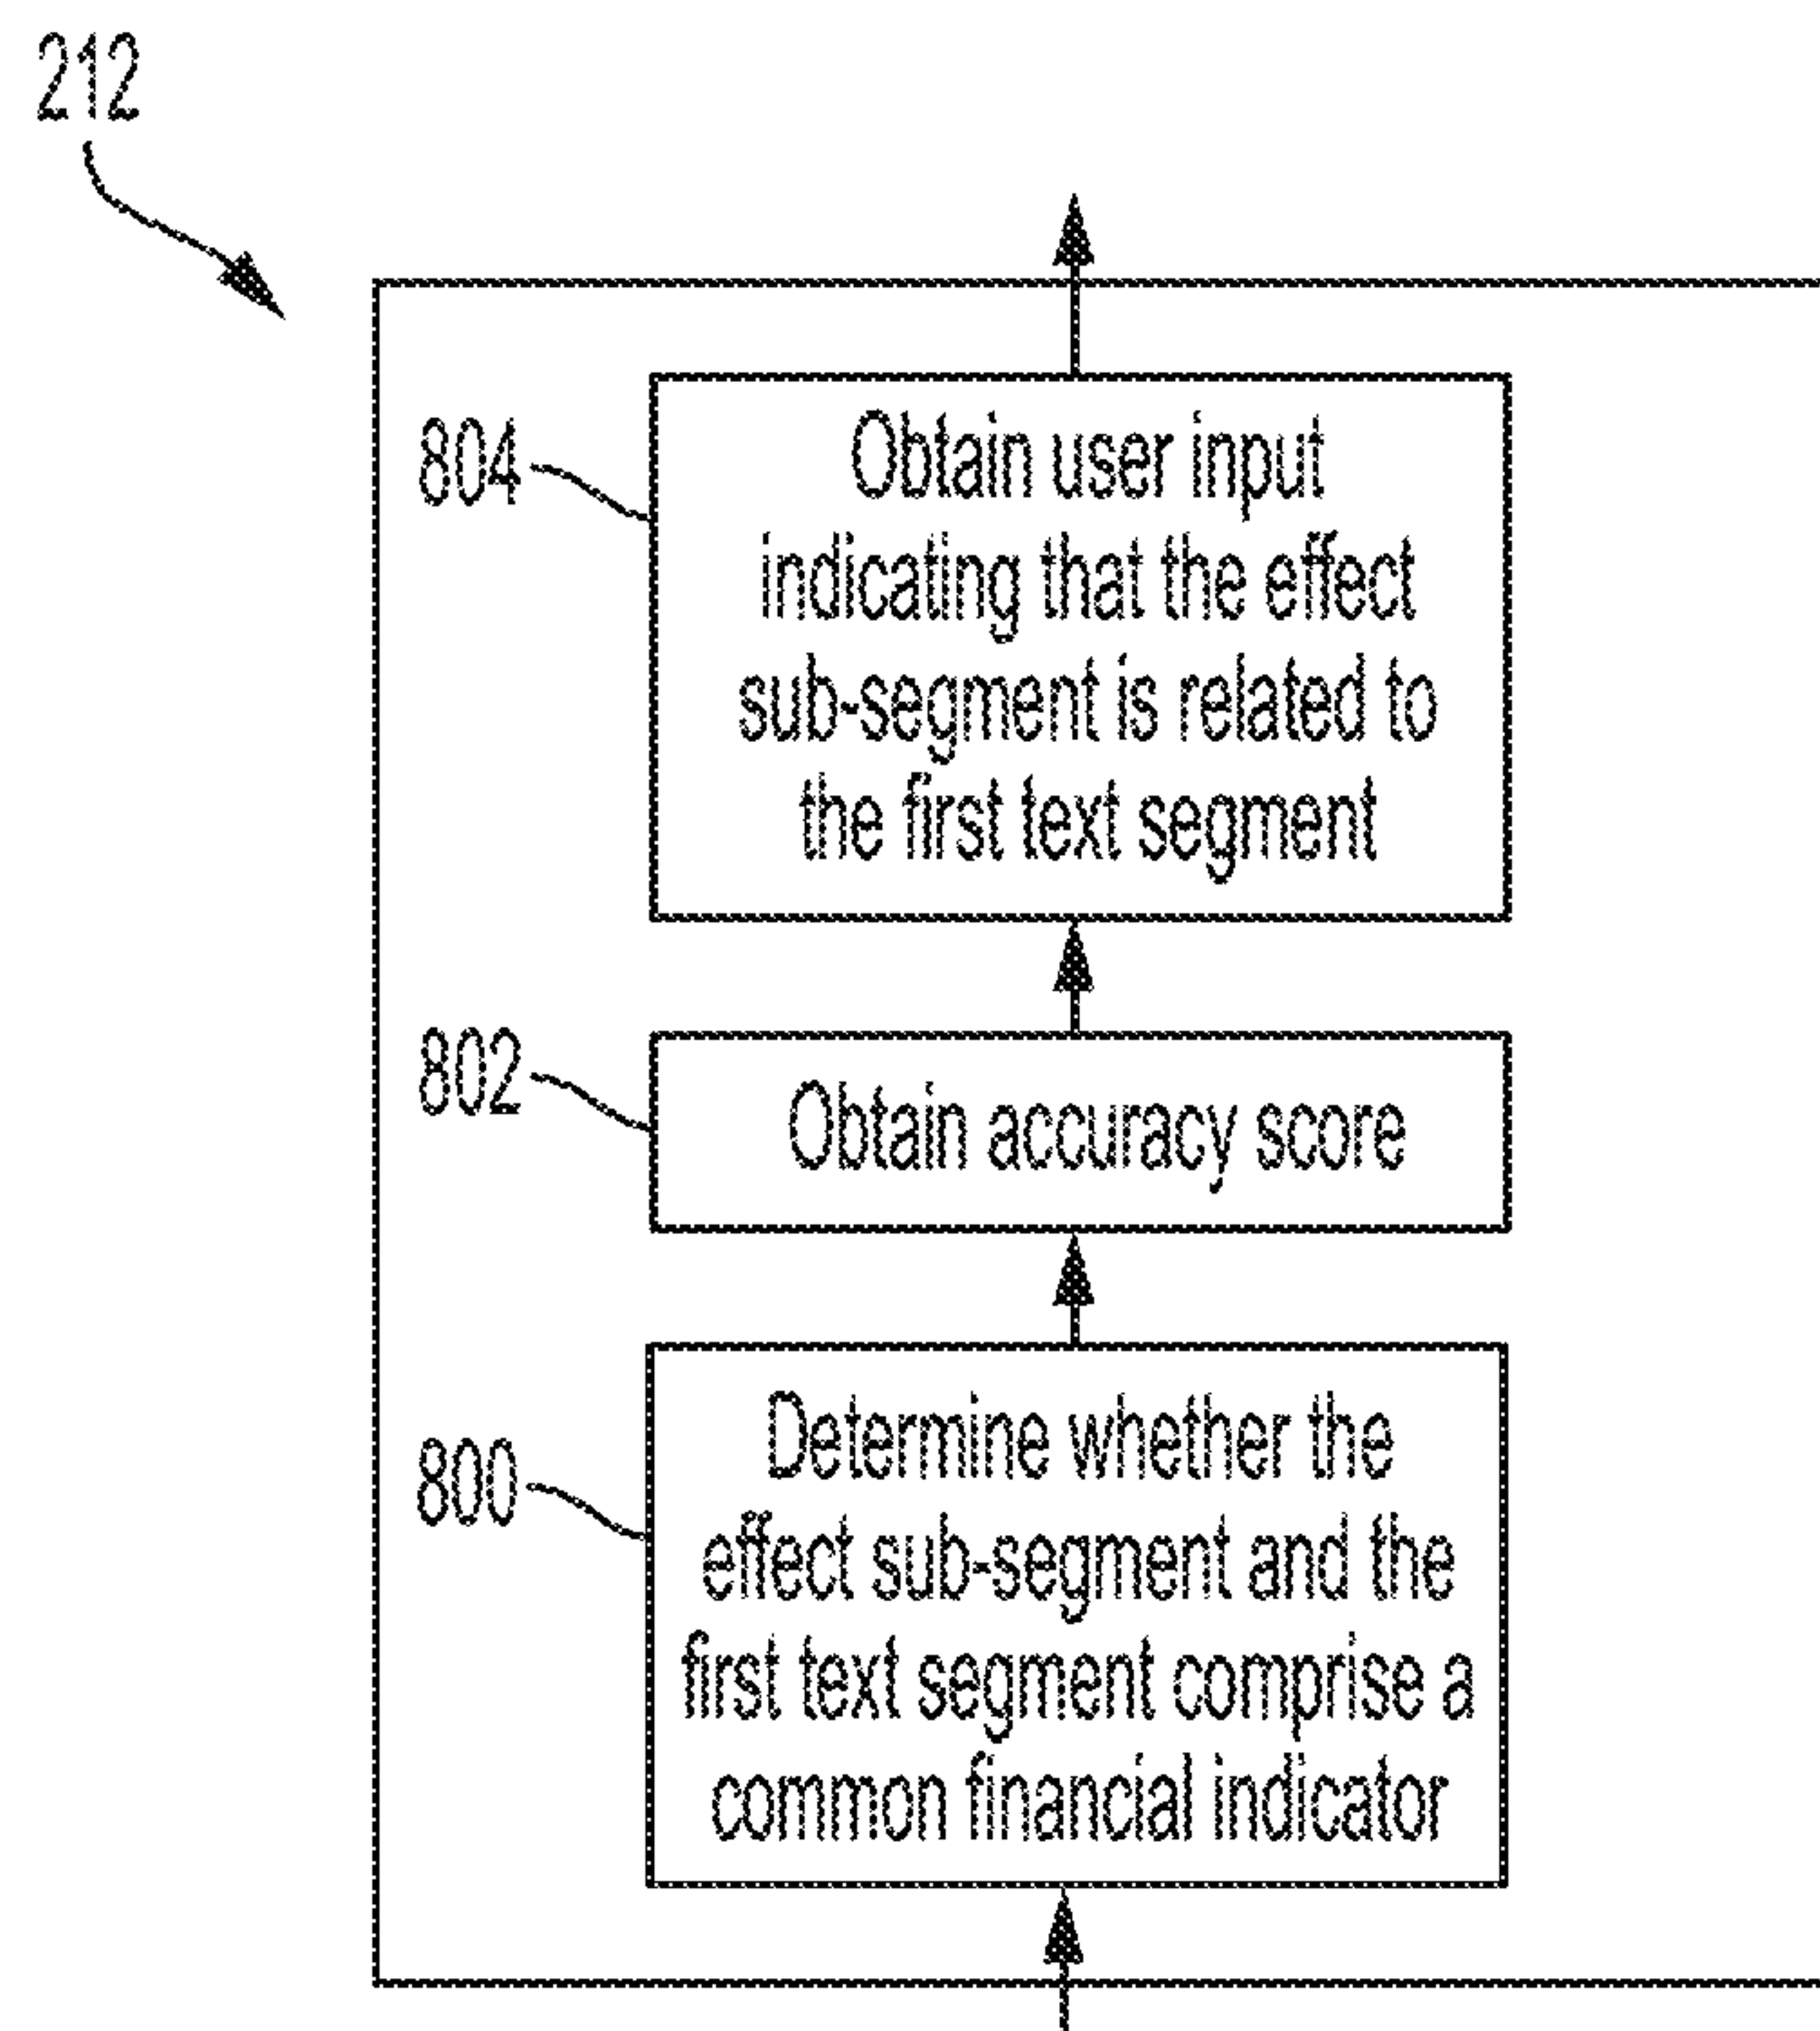 212
804
Obtain user input
indicating that the effect
sub-segment is related to
the first text segment
802
Obtain accuracy score
800
Determine whether the
effect sub-segment and the
first text segment comprise a
common financial indicator